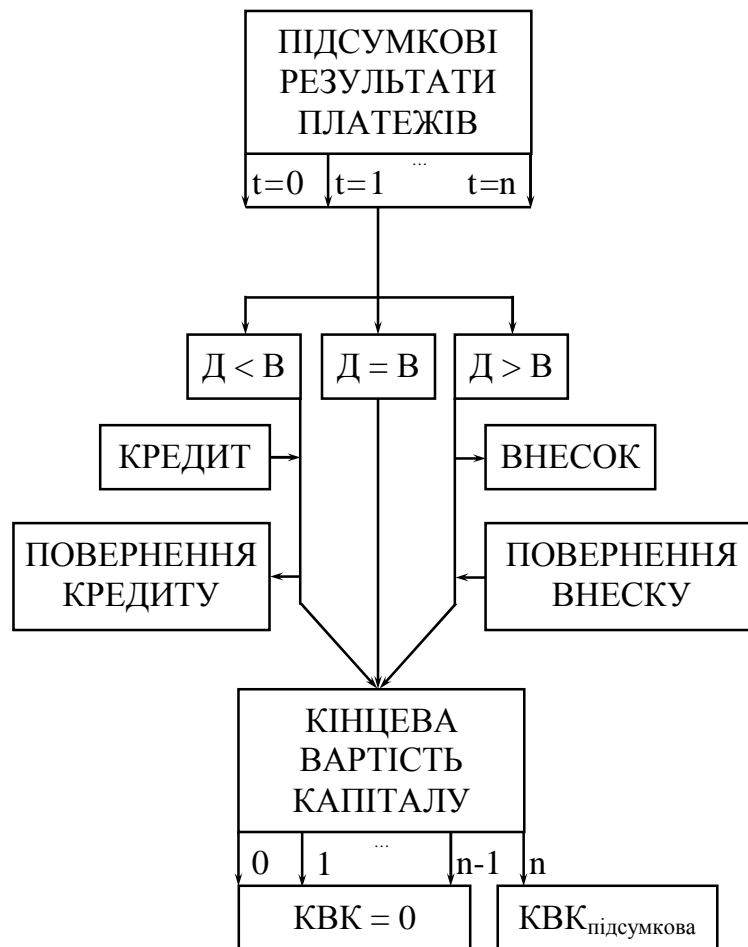 ПІДСУМКОВІ
РЕЗУЛЬТАТИ
ПЛАТЕЖІВ
...
t=0 t=1 t=n
Д < В Д = В Д > В
КРЕДИТ ВНЕСОК
ПОВЕРНЕННЯ ПОВЕРНЕННЯ
КРЕДИТУ ВНЕСКУ
КІНЦЕВА
ВАРТІСТЬ
КАПІТАЛУ
...
0 1 n-1 n
КВК = 0 КВКпідсумкова